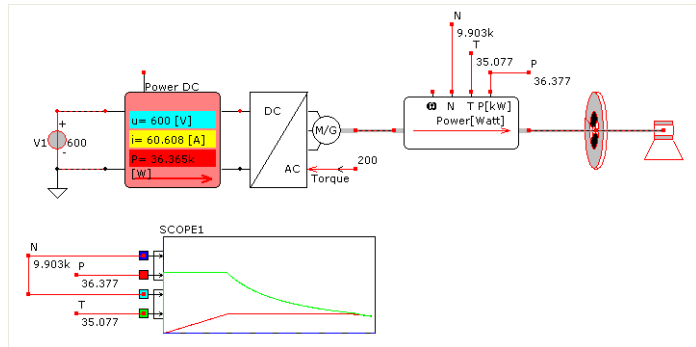 N
9.903k
T
35.077
P
36.377
Power DC
u= 600 [V]
i= 60.608 [A]
P= 36.365k
[W]
V1
+
600
-
DC
AC
M/G
200
Torque
ω N T P[kW]
Power[Watt]
SCOPE1
N
9.903k
P
36.377
T
35.077